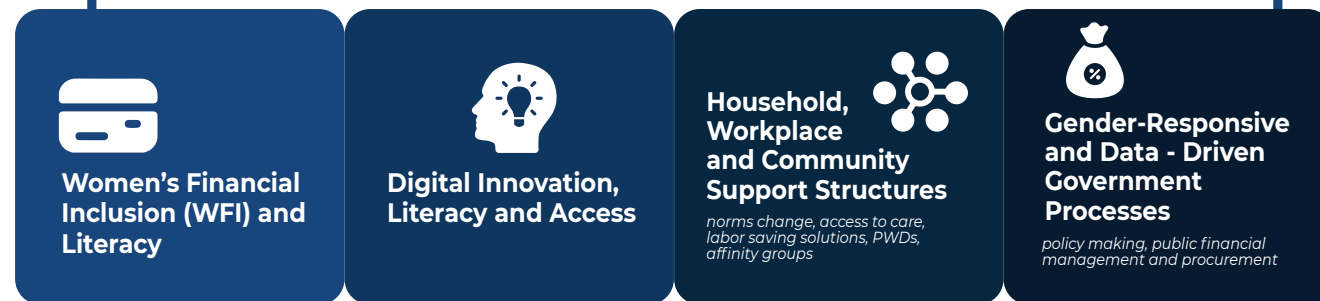 Women's Financial
Inclusion (WFI) and
Literacy
Digital Innovation,
Literacy and Access
Household,
Workplace
and Community
Support Structures
norms change, access to care,
labor saving solutions, PWDs,
affinity groups
%
Gender-Responsive
and Data - Driven
Government
Processes
policy making, public financial
management and procurement